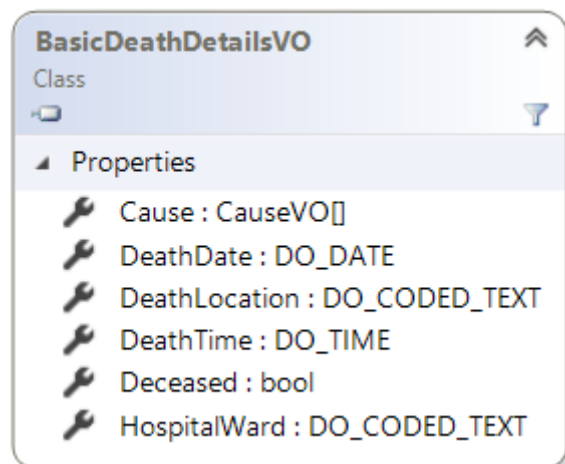 BasicDeathDetailsVO
Class
Properties
Cause : CauseVO[]
DeathDate : DO_DATE
DeathLocation : DO_CODED_TEXT
DeathTime : DO_TIME
Deceased : bool
HospitalWard : DO_CODED_TEXT